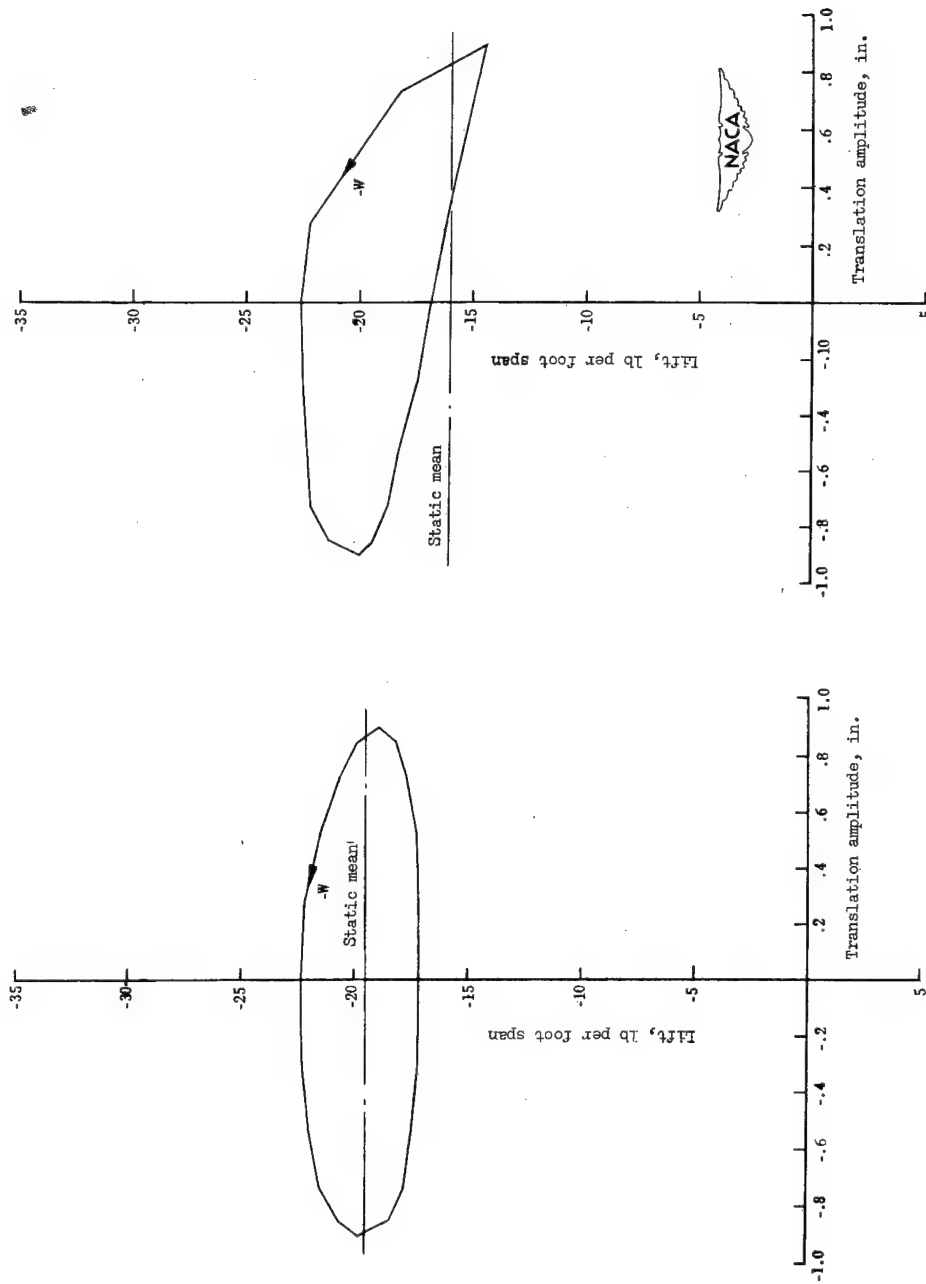 -35
-30
-25
-20
-15
-10
-5
5
-W
Static mean
Lift, lb per foot span
-1.0 -.8 -.6 -.4 -.2 .2 .4 .6 .8 1.0
Translation amplitude, in.
-35
-30
-25
-20
-15
-10
-5
5
-W
Static mean
Lift, lb per foot span
-1.0 -.8 -.6 -.4 -.10 .2 .4 .6 .8 1.0
Translation amplitude, in.
NACA